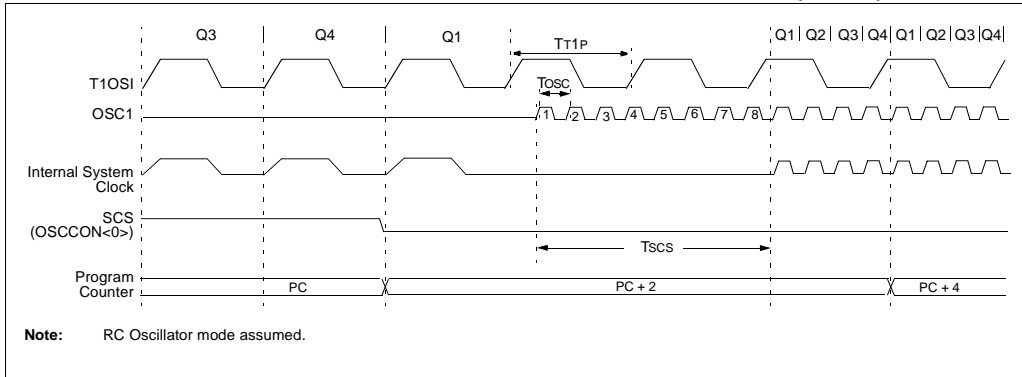 Q3 Q4 Q1 Q1 Q2 Q3 Q4 Q1 Q2 Q3 Q4
TT1P
T1OSI
TOSC
OSC1
1 2 3 4 5 6 7 8
Internal System
Clock
SCS
(OSCCON<0>)
TSCS
Program
Counter
PC PC + 2 PC + 4
Note: RC Oscillator mode assumed.